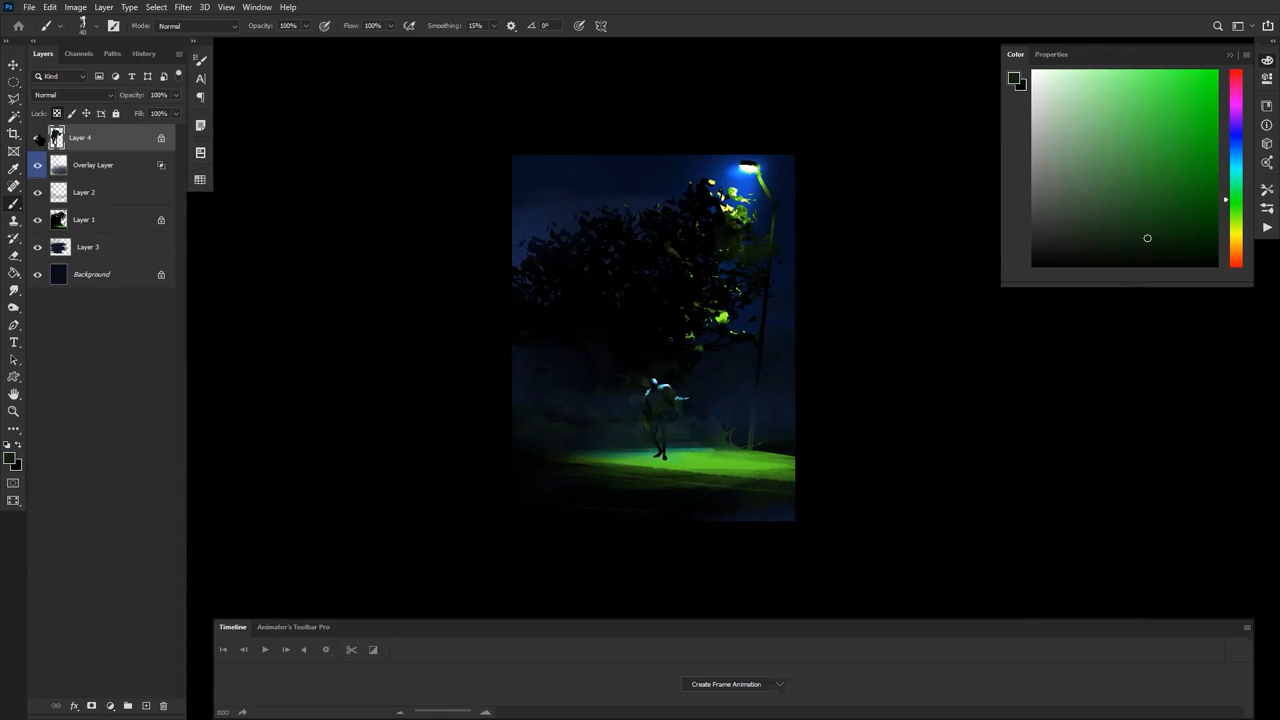 Ps File Edit Image Layer Type Select Filter 3D View Window Help
40 Mode: Normal Opacity: 100% Flow: 100% Smoothing: 15% 0°
Layers Channels Paths History
Kind
Normal Opacity: 100%
Lock: Fill: 100%
Layer 4
Overlay Layer
Layer 2
Layer 1
Layer 3
Background
Color Properties
Timeline Animator's Toolbar Pro
Create Frame Animation